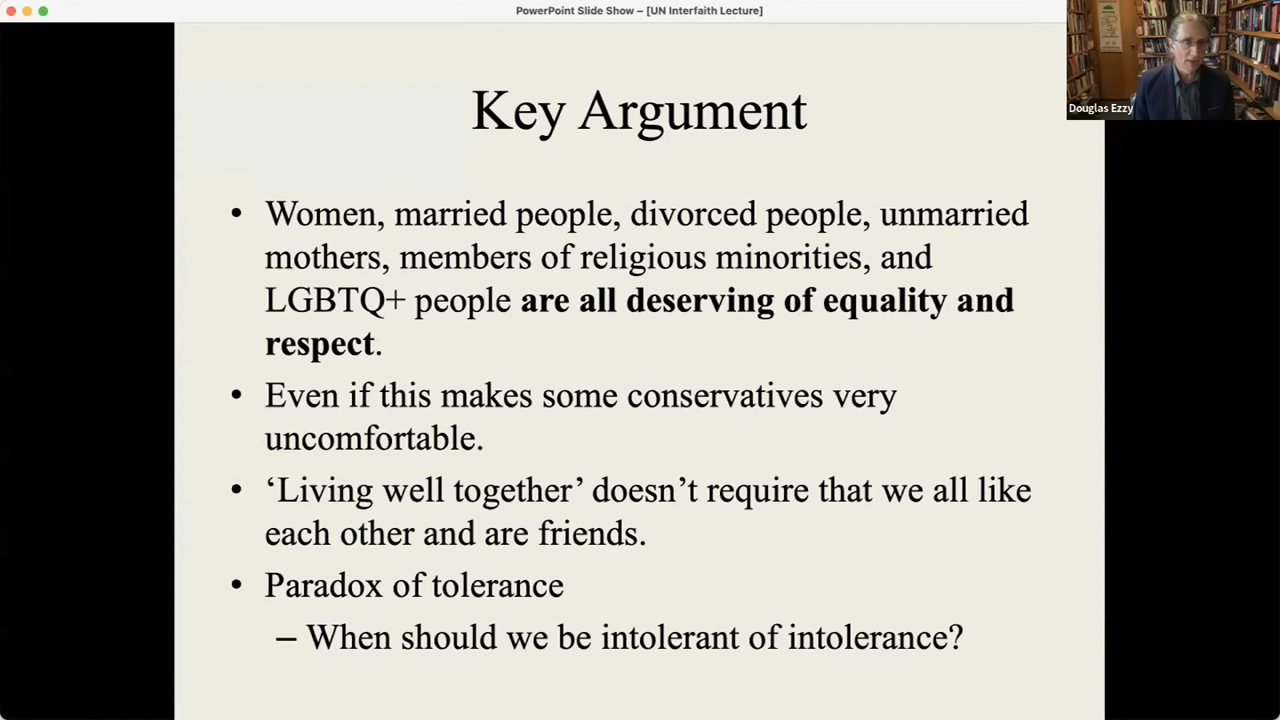 PowerPoint Slide Show – [UN Interfaith Lecture]
Douglas Ezzy
Key Argument
• Women, married people, divorced people, unmarried
mothers, members of religious minorities, and
LGBTQ+ people are all deserving of equality and
respect.
• Even if this makes some conservatives very
uncomfortable.
• ‘Living well together’ doesn’t require that we all like
each other and are friends.
• Paradox of tolerance
– When should we be intolerant of intolerance?